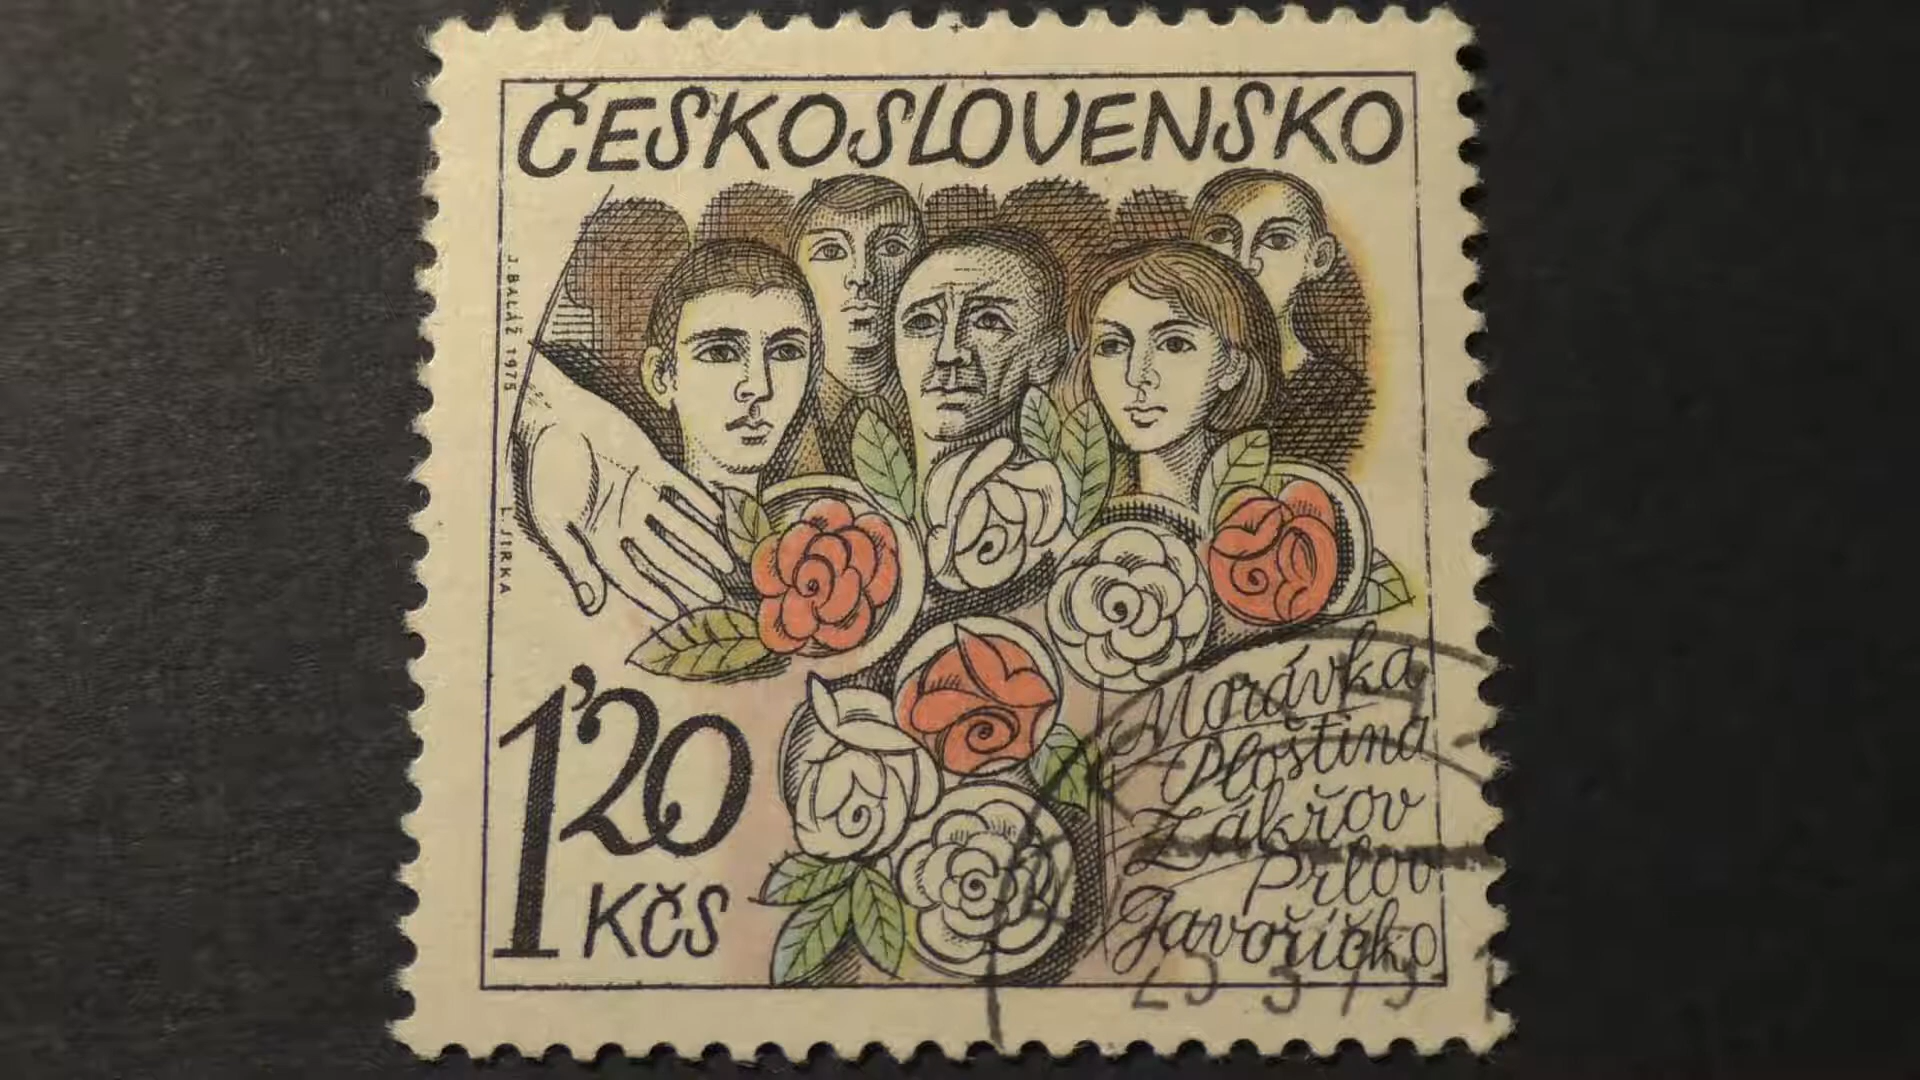 ČESKOSLOVENSKO
J. BALÁŽ 1975
L. JIRKA
1'20
KČS
Morávka
Ploština
Zákřov
Prlov
Javoříčko